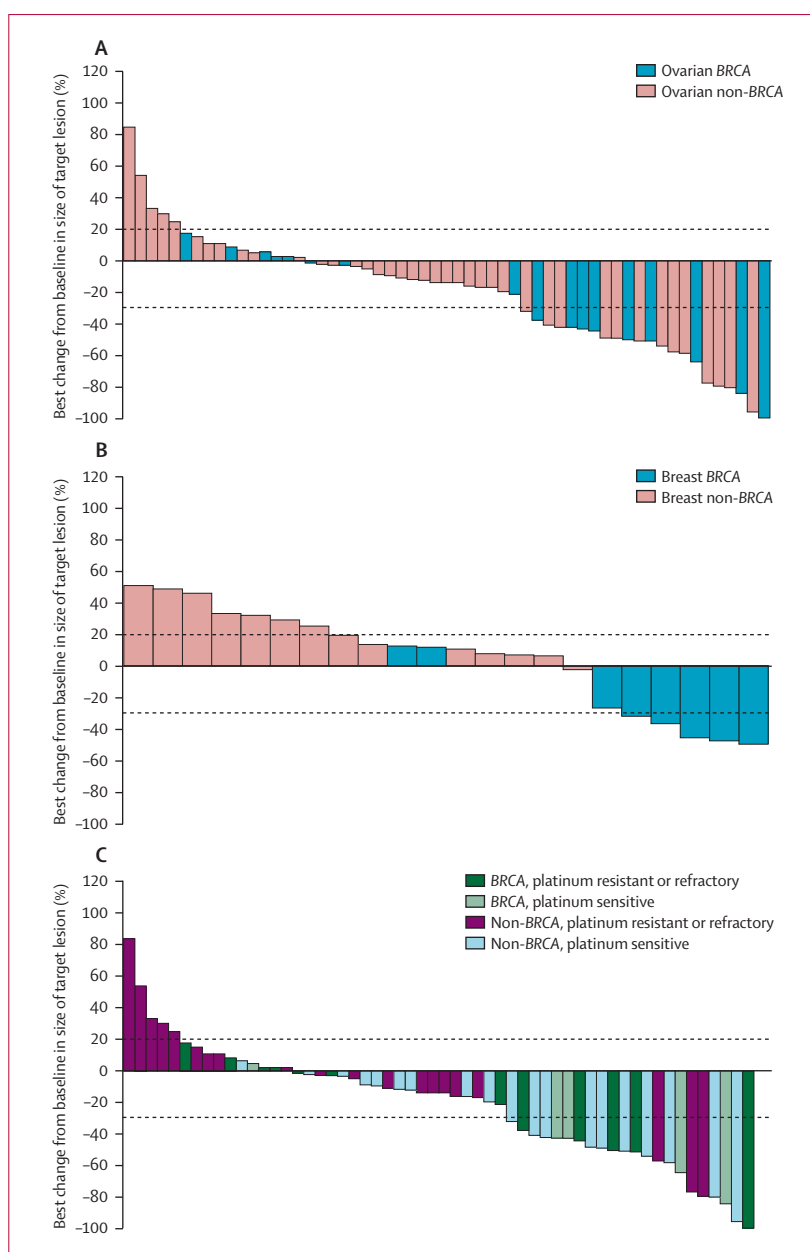 A
Best change from baseline in size of target lesion (%)
120
100
80
60
40
20
0
–20
–40
–60
–80
–100
Ovarian BRCA
Ovarian non-BRCA
B
Best change from baseline in size of target lesion (%)
120
100
80
60
40
20
0
–20
–40
–60
–80
–100
Breast BRCA
Breast non-BRCA
C
Best change from baseline in size of target lesion (%)
120
100
80
60
40
20
0
–20
–40
–60
–80
–100
BRCA, platinum resistant or refractory
BRCA, platinum sensitive
Non-BRCA, platinum resistant or refractory
Non-BRCA, platinum sensitive